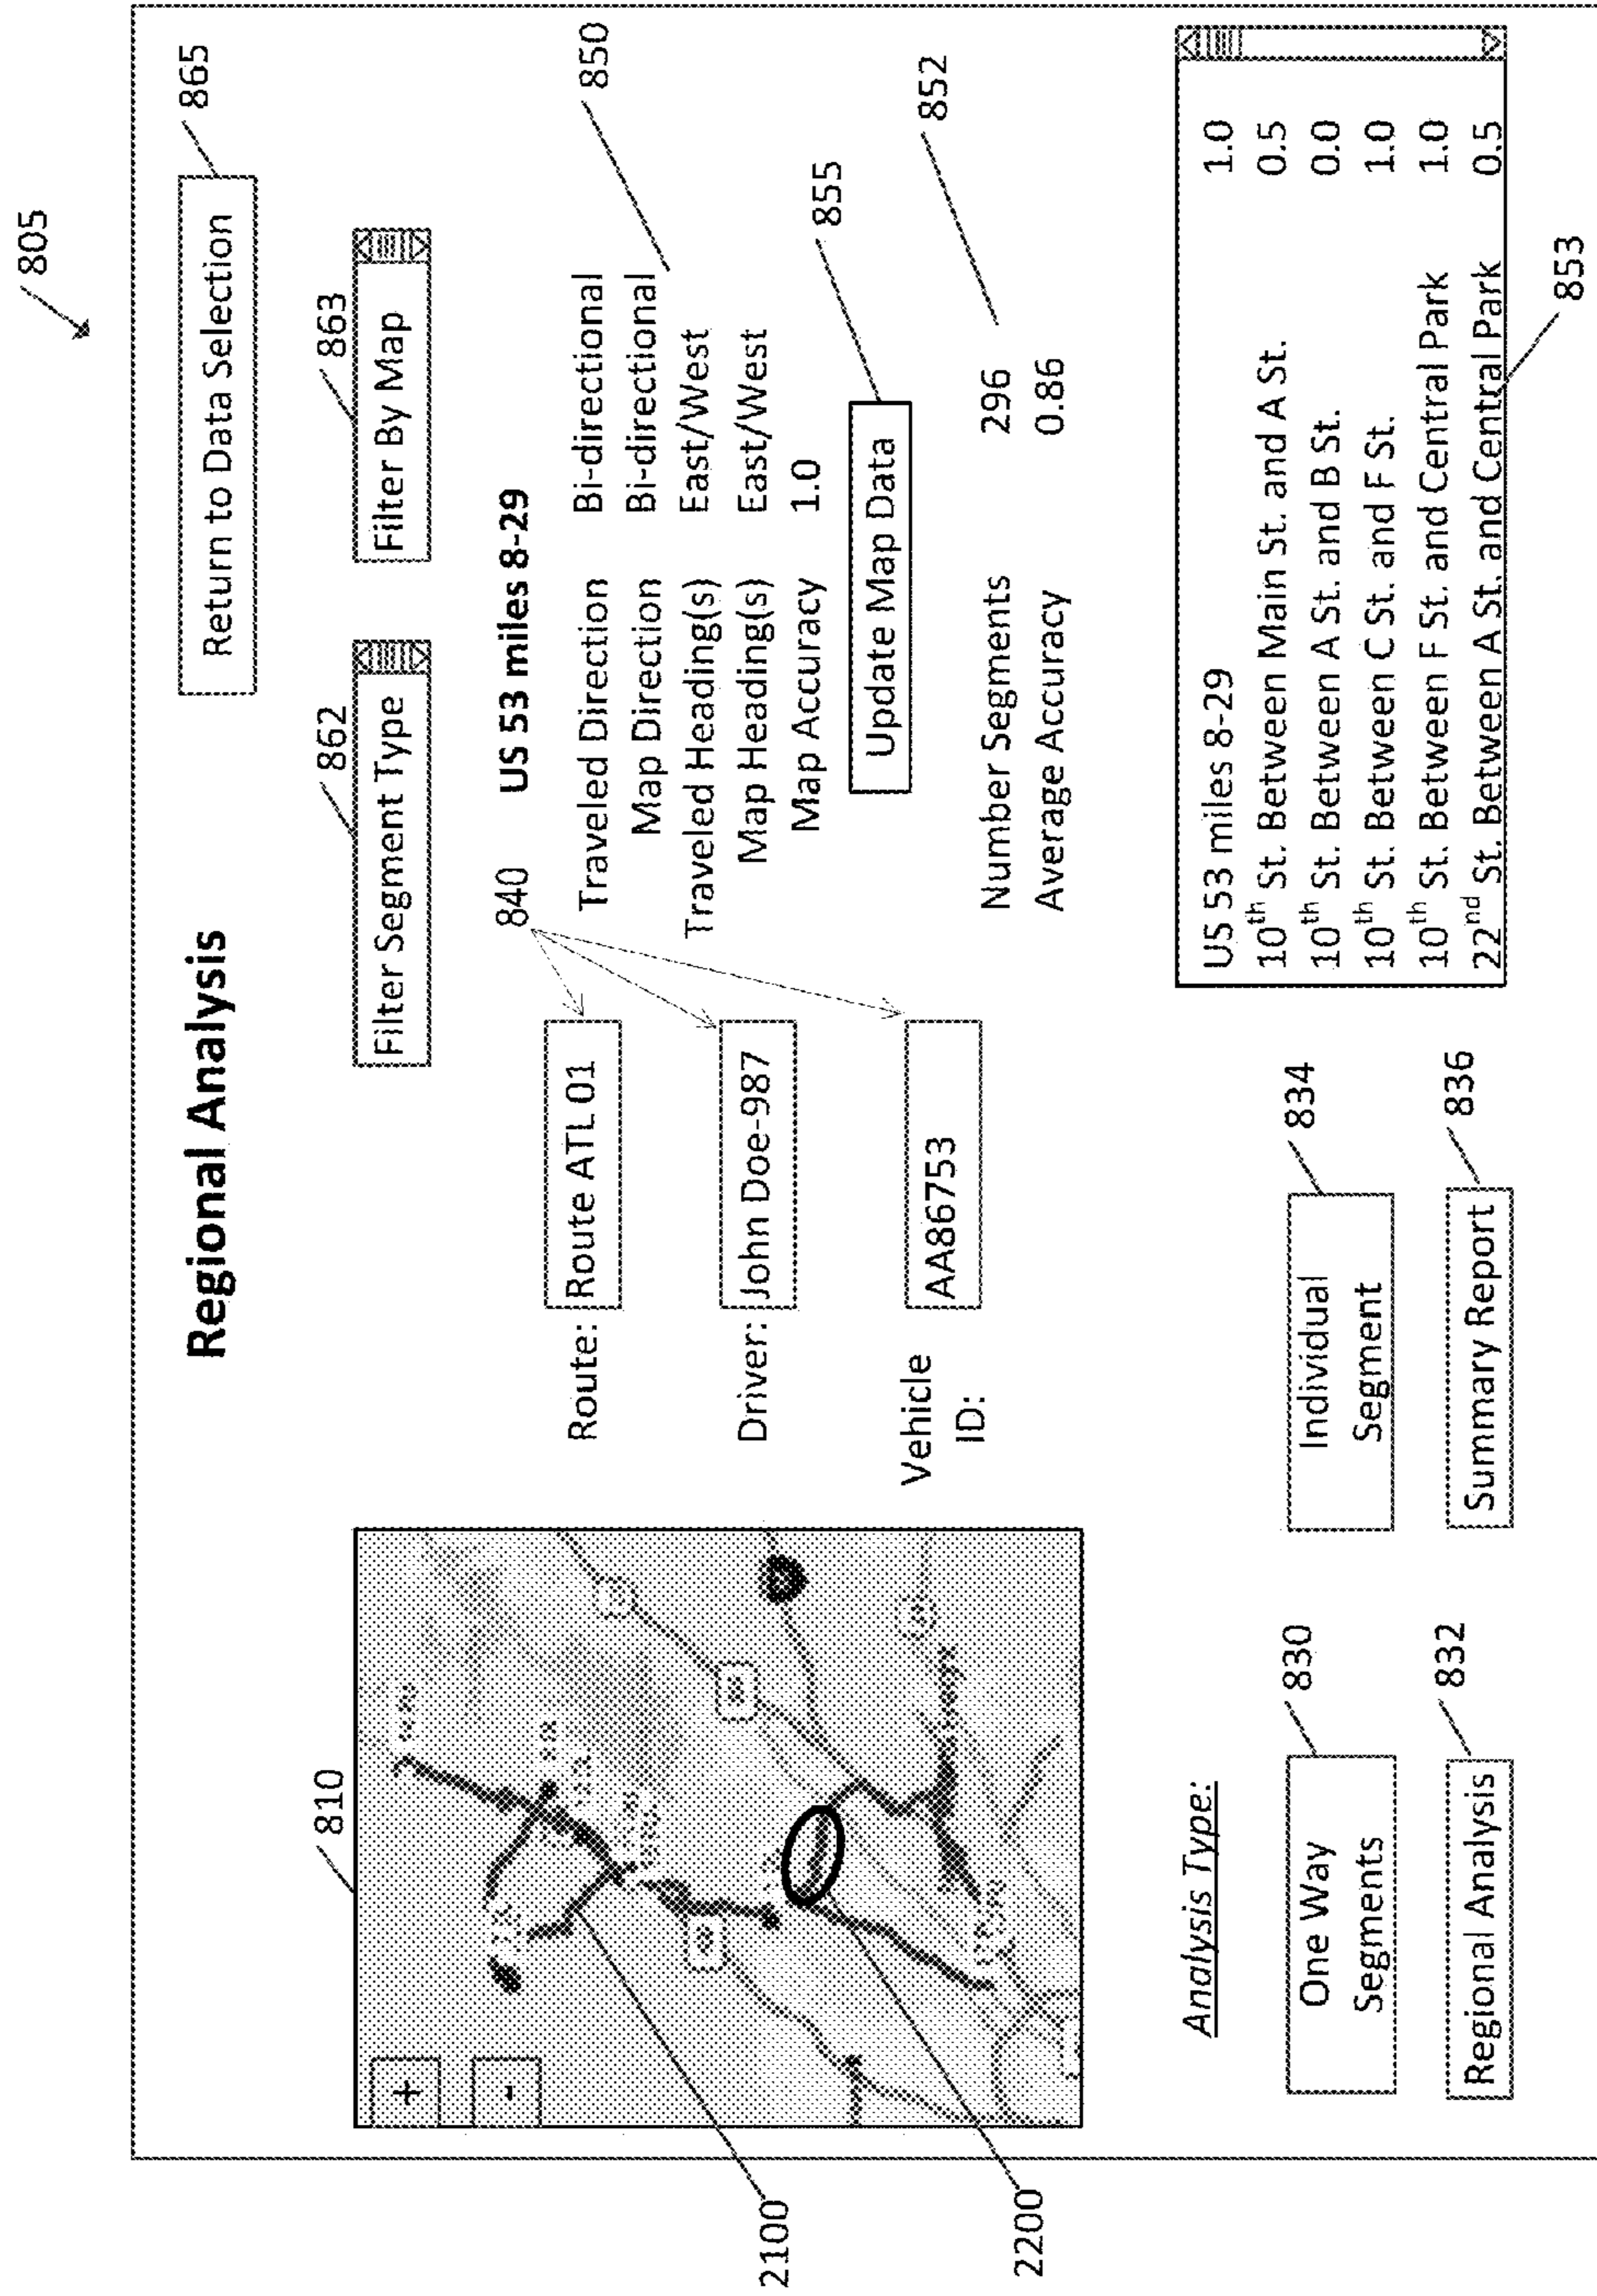 805
Regional Analysis
Return to Data Selection
865
862
863
Filter Segment Type
Filter By Map
810
+
-
840
US 53 miles 8-29
Route: Route ATL 01
Driver: John Doe-987
Vehicle
ID:
AA86753
Traveled Direction Bi-directional
Map Direction Bi-directional
Traveled Heading(s) East/West
Map Heading(s) East/West
Map Accuracy 1.0
850
Update Map Data
855
Number Segments 296
Average Accuracy 0.86
852
2100
2200
Analysis Type:
One Way
Segments
830
Individual
Segment
834
Regional Analysis
832
Summary Report
836
US 53 miles 8-29 1.0
10th St. Between Main St. and A St. 0.5
10th St. Between A St. and B St. 0.0
10th St. Between C St. and F St. 1.0
10th St. Between F St. and Central Park 1.0
22nd St. Between A St. and Central Park 0.5
853